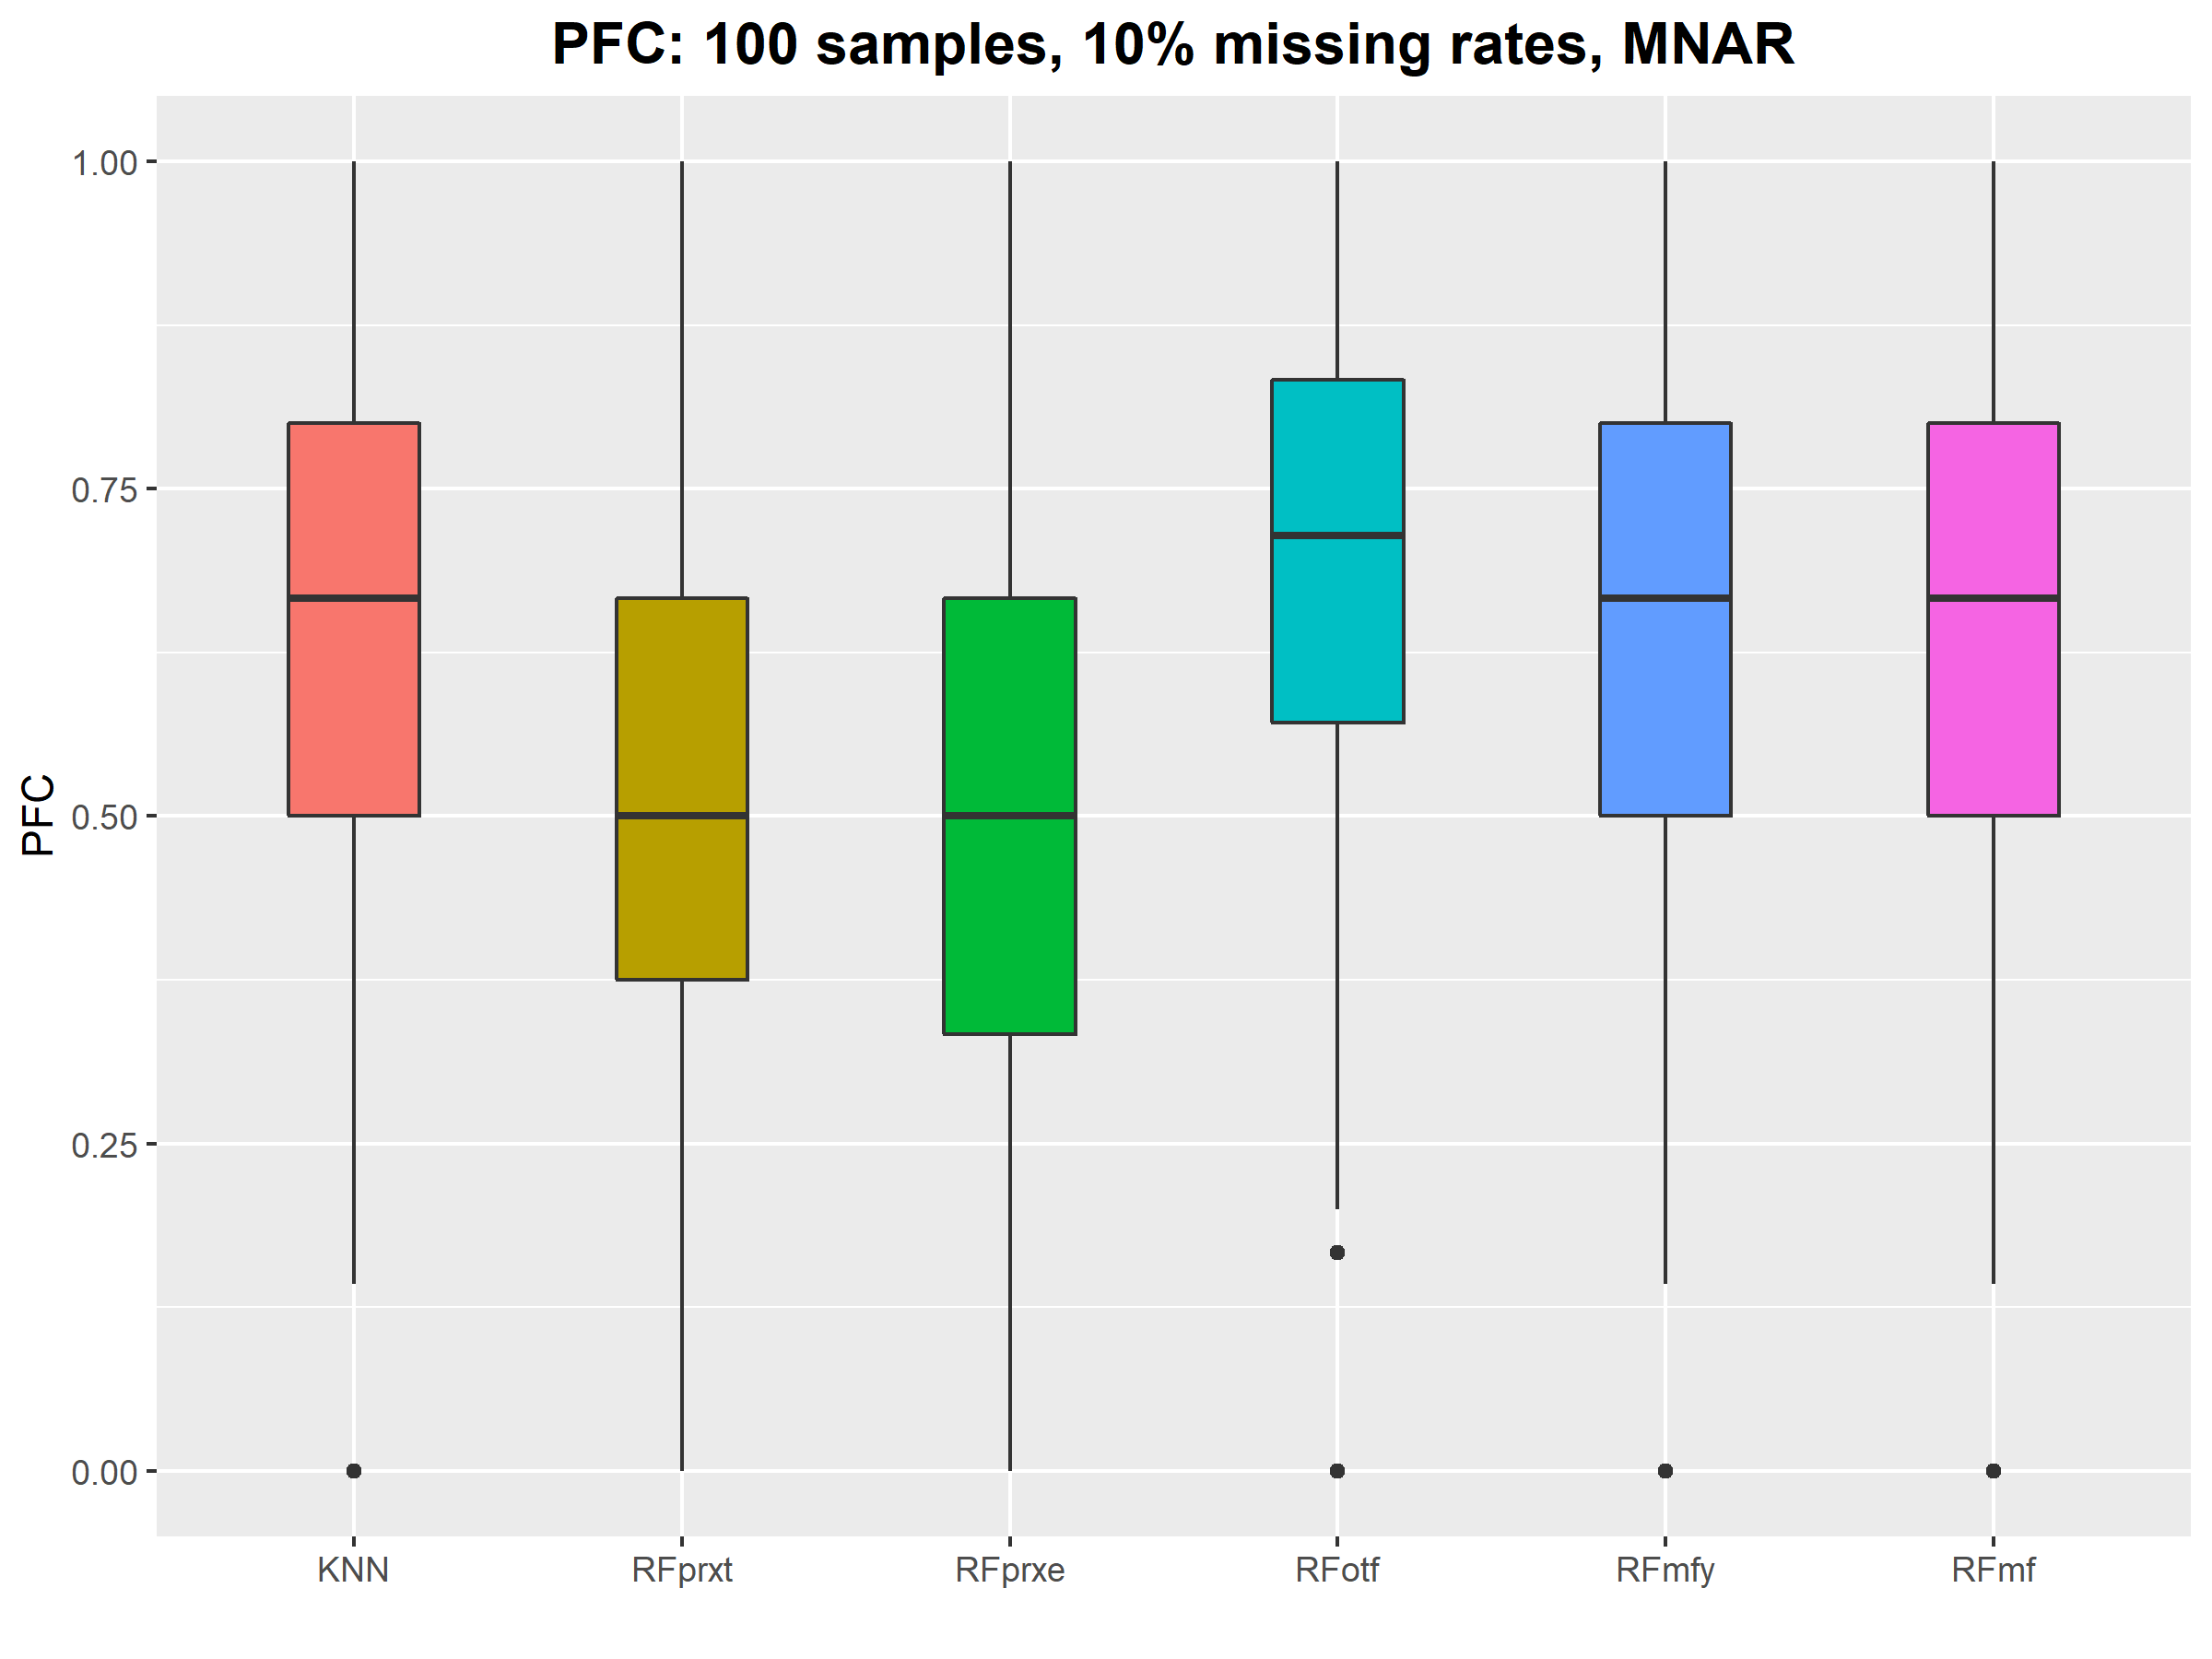 PFC: 100 samples, 10% missing rates, MNAR
1.00
0.75
0.50
0.25
0.00
PFC
KNN RFprxt RFprxe RFotf RFmfy RFmf